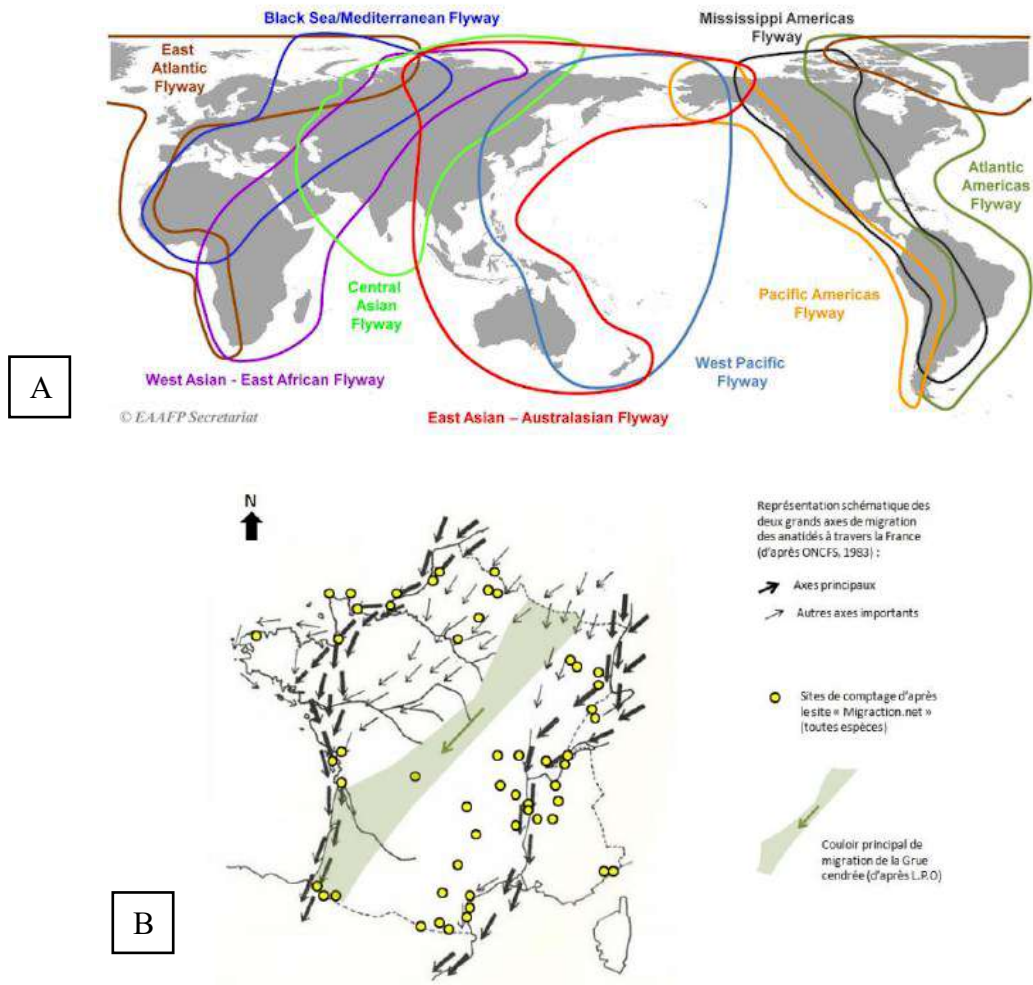 Black Sea/Mediterranean Flyway
Mississippi Americas
Flyway
East
Atlantic
Flyway
Atlantic
Americas
Flyway
Central
Asian
Flyway
Pacific Americas
Flyway
West Asian - East African Flyway
West Pacific
Flyway
A
© EAAFP Secretariat
East Asian – Australasian Flyway
N
Représentation schématique des
deux grands axes de migration
des anatidés à travers la France
(d'après ONCFS, 1983) :
Axes principaux
Autres axes importants
Sites de comptage d'après
le site « Migraction.net »
(toutes espèces)
Couloir principal de
migration de la Grue
cendrée (d'après L.P.O)
B